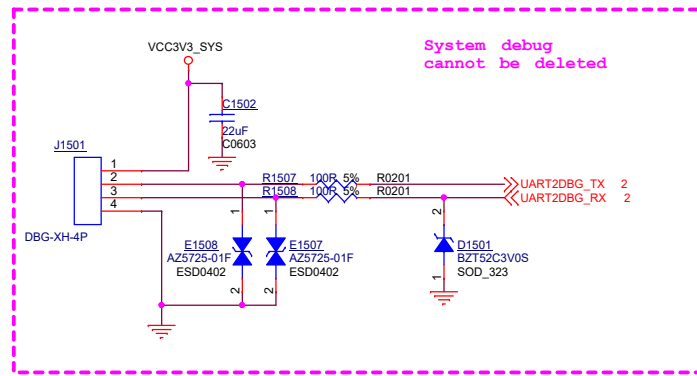 System debug
cannot be deleted
VCC3V3_SYS
C1502
22uF
C0603
J1501
1
2
3
4
DBG-XH-4P
R1507 100R 5% R0201
R1508 100R 5% R0201
UART2DBG_TX 2
UART2DBG_RX 2
1
1
2
E1508
AZ5725-01F
ESD0402
E1507
AZ5725-01F
ESD0402
D1501
BZT52C3V0S
SOD_323
2
2
1